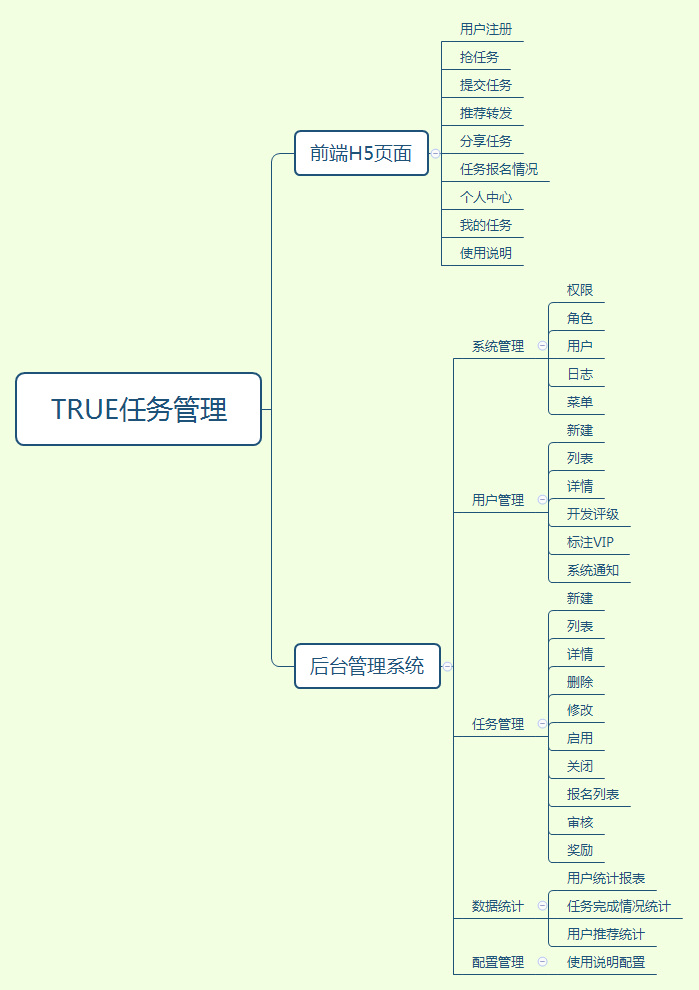 TRUE任务管理
前端H5页面
用户注册
抢任务
提交任务
推荐转发
分享任务
任务报名情况
个人中心
我的任务
使用说明
后台管理系统
系统管理
权限
角色
用户
日志
菜单
用户管理
新建
列表
详情
开发评级
标注VIP
系统通知
任务管理
新建
列表
详情
删除
修改
启用
关闭
报名列表
审核
奖励
数据统计
用户统计报表
任务完成情况统计
用户推荐统计
配置管理
使用说明配置